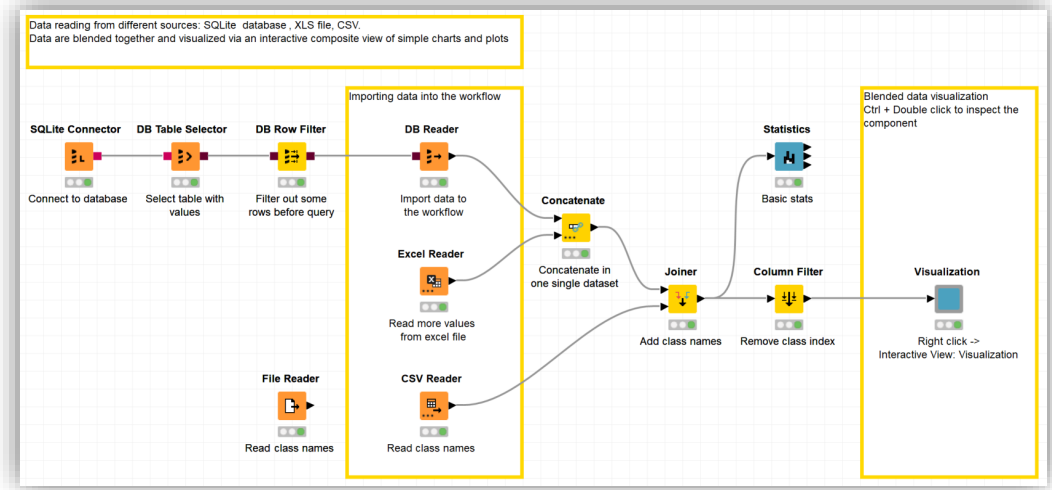 Data reading from different sources: SQLite  database , XLS file, CSV.
Data are blended together and visualized via an interactive composite view of simple charts and plots
Importing data into the workflow
Blended data visualization
Ctrl + Double click to inspect the
component
SQLite Connector
Connect to database
DB Table Selector
Select table with
values
DB Row Filter
Filter out some
rows before query
DB Reader
Import data to
the workflow
Statistics
Basic stats
Concatenate
Concatenate in
one single dataset
Excel Reader
Read more values
from excel file
Joiner
Add class names
Column Filter
Remove class index
Visualization
Right click ->
Interactive View: Visualization
File Reader
Read class names
CSV Reader
Read class names